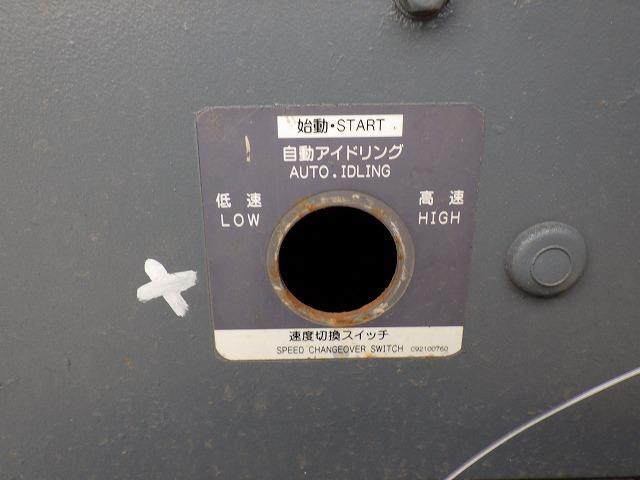 始動・START
自動アイドリング
AUTO.IDLING
低速
LOW
高速
HIGH
速度切換スイッチ
SPEED CHANGEOVER SWITCH C92100760